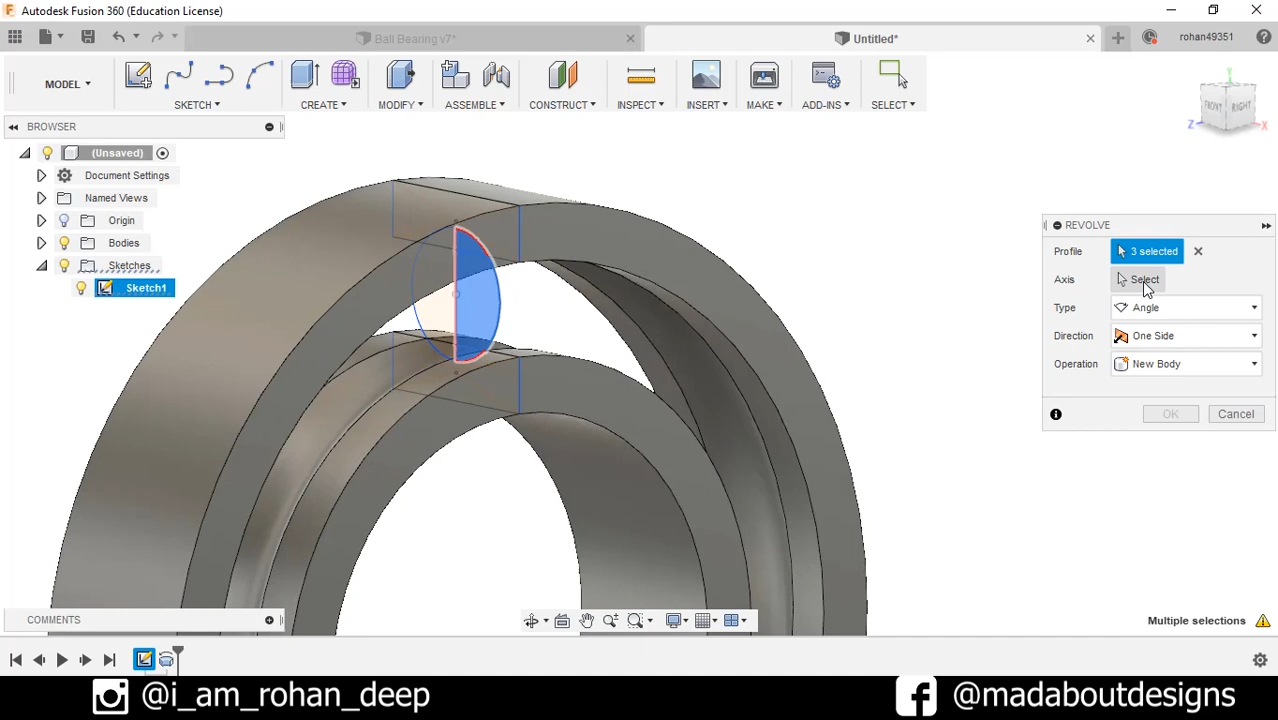 Autodesk Fusion 360 (Education License)
Ball Bearing v7*
Untitled*
rohan49351
MODEL
SKETCH
CREATE
MODIFY
ASSEMBLE
CONSTRUCT
INSPECT
INSERT
MAKE
ADD-INS
SELECT
FRONT
RIGHT
Z
Y
X
BROWSER
(Unsaved)
Document Settings
Named Views
Origin
Bodies
Sketches
Sketch1
REVOLVE
Profile
3 selected
Axis
Select
Type
Angle
Direction
One Side
Operation
New Body
OK
Cancel
COMMENTS
Multiple selections
@i_am_rohan_deep
@madaboutdesigns